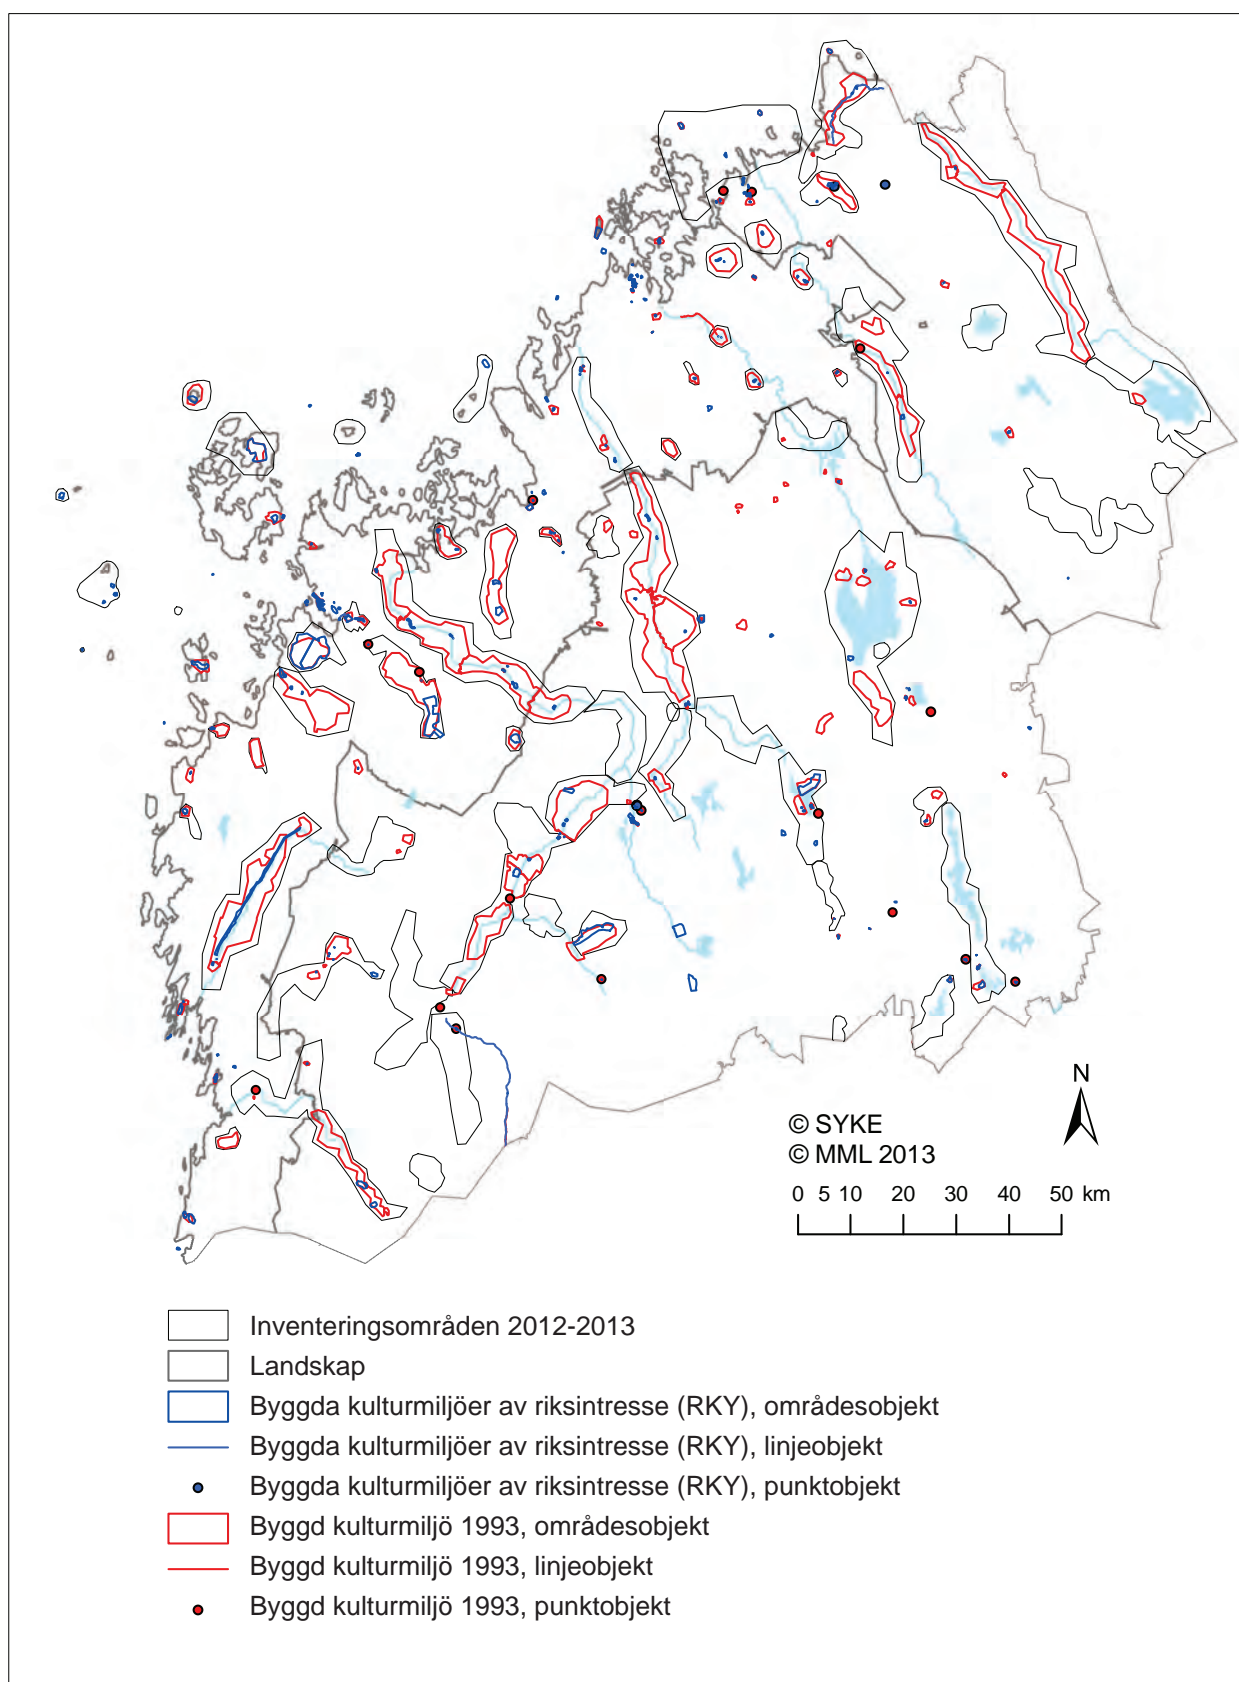 N
© SYKE
© MML 2013
0 5 10 20 30 40 50 km
Inventeringsområden 2012-2013
Landskap
Byggda kulturmiljöer av riksintresse (RKY), områdesobjekt
Byggda kulturmiljöer av riksintresse (RKY), linjeobjekt
Byggda kulturmiljöer av riksintresse (RKY), punktobjekt
Byggd kulturmiljö 1993, områdesobjekt
Byggd kulturmiljö 1993, linjeobjekt
Byggd kulturmiljö 1993, punktobjekt